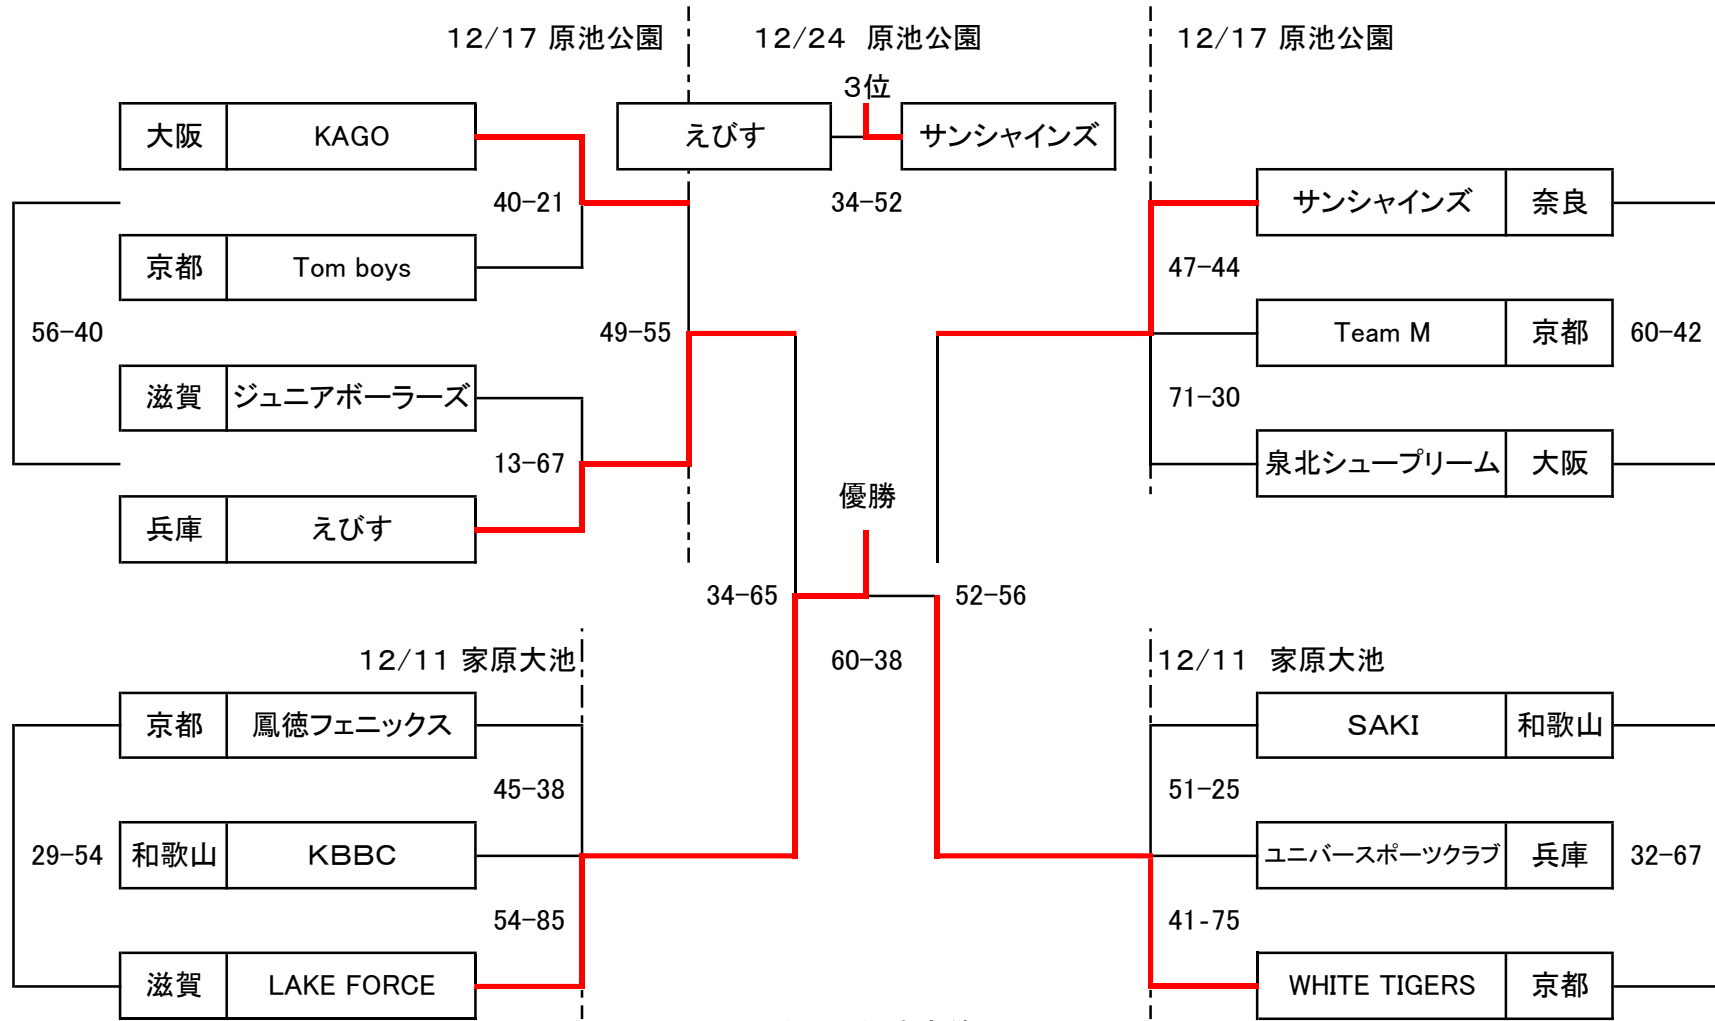 12/17 原池公園
12/24 原池公園
12/17 原池公園
3位
大阪 KAGO
えびす
サンシャインズ
40-21
34-52
サンシャインズ 奈良
京都 Tom boys
47-44
56-40
49-55
Team M 京都
60-42
滋賀 ジュニアボーラーズ
71-30
13-67
泉北シュープリーム 大阪
優勝
兵庫 えびす
34-65
52-56
12/11 家原大池
60-38
12/11 家原大池
京都 鳳徳フェニックス
SAKI 和歌山
45-38
51-25
29-54
和歌山 KBBC
ユニバースポーツクラブ 兵庫
32-67
54-85
41-75
滋賀 LAKE FORCE
WHITE TIGERS 京都